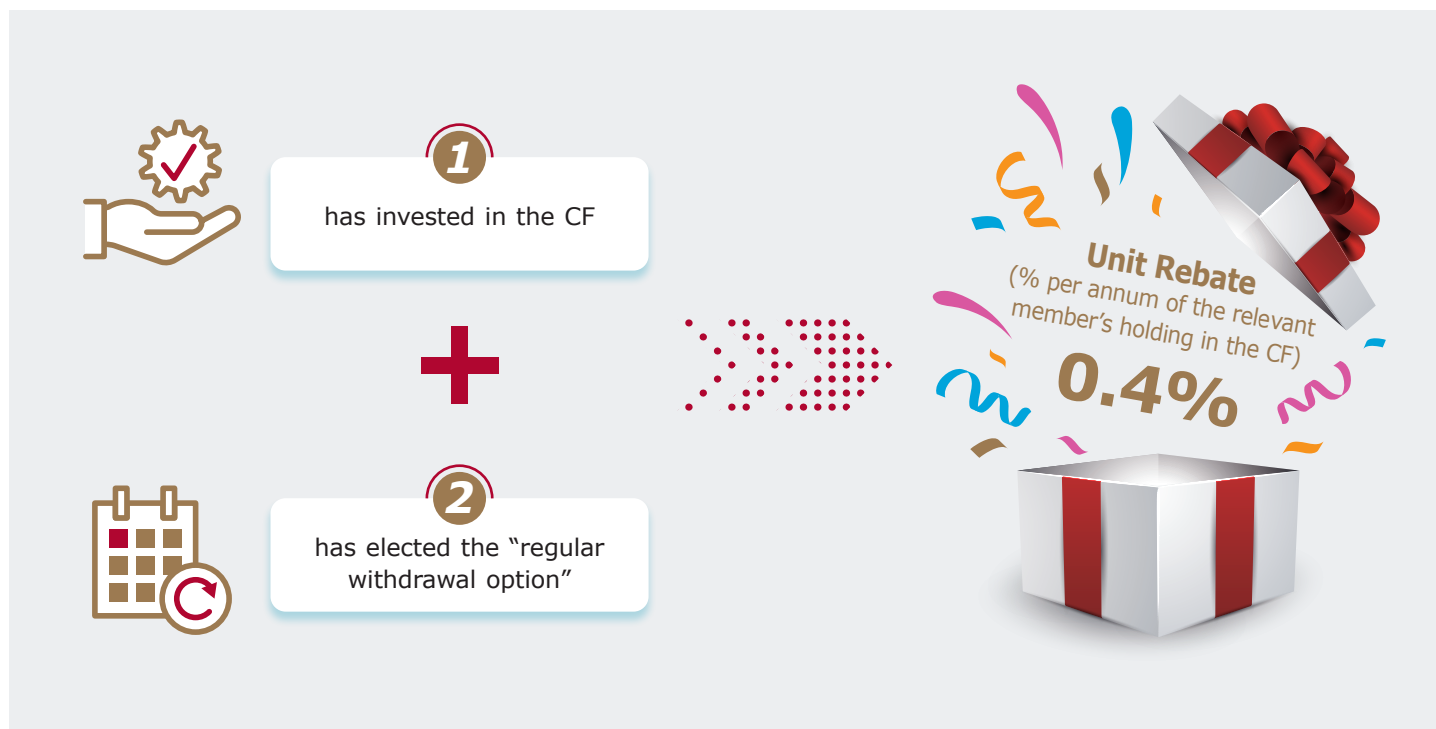 1
has invested in the CF
2
has elected the “regular
withdrawal option”
Unit Rebate
(% per annum of the relevant
member’s holding in the CF)
0.4%